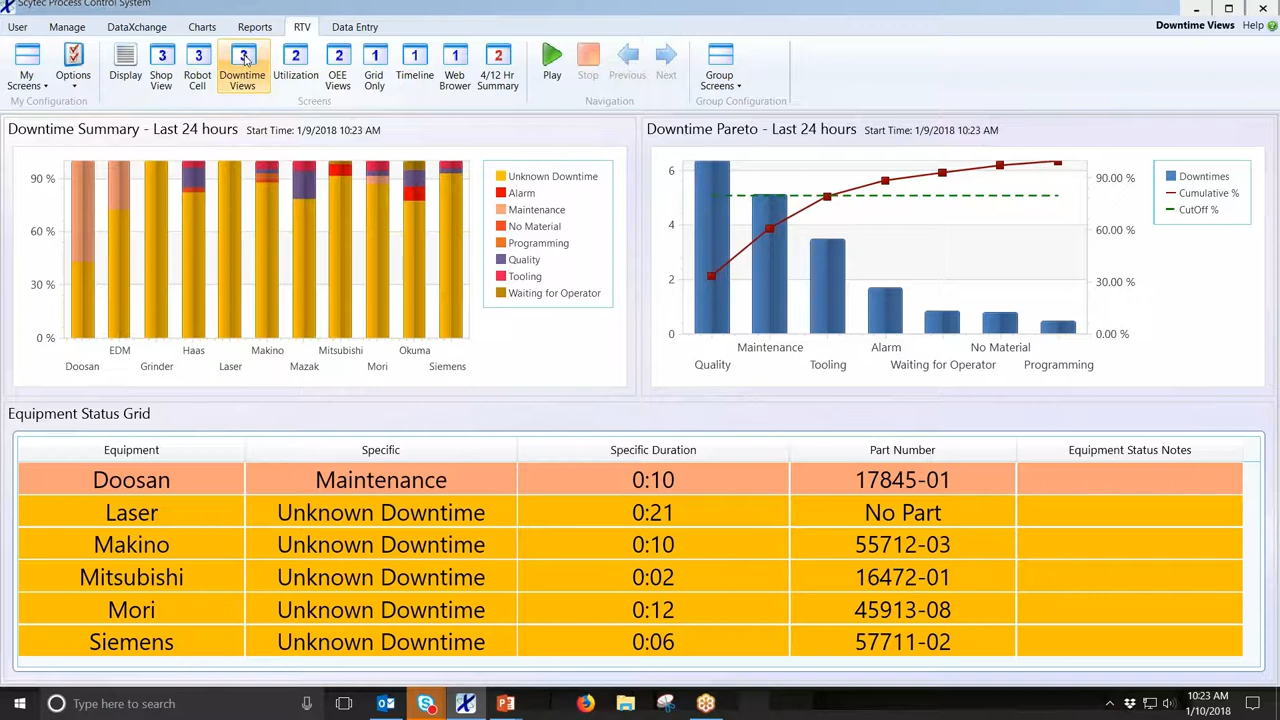 Scytec Process Control System
User Manage DataXchange Charts Reports RTV Data Entry Downtime Views Help
3 3 3 2 2 1 1 1 2
My Screens Options Display Shop View Robot Cell Downtime Views Utilization OEE Views Grid Only Timeline Web Brower 4/12 Hr Summary Play Stop Previous Next Group Screens
My Configuration Screens Navigation Group Configuration
Downtime Summary - Last 24 hours Start Time: 1/9/2018 10:23 AM
90 %
60 %
30 %
0 %
EDM Haas Makino Mitsubishi Okuma
Doosan Grinder Laser Mazak Mori Siemens
Unknown Downtime
Alarm
Maintenance
No Material
Programming
Quality
Tooling
Waiting for Operator
Downtime Pareto - Last 24 hours Start Time: 1/9/2018 10:23 AM
6 90.00 %
4 60.00 %
2 30.00 %
0 0.00 %
Maintenance Alarm No Material
Quality Tooling Waiting for Operator Programming
Downtimes
Cumulative %
CutOff %
Equipment Status Grid
Equipment Specific Specific Duration Part Number Equipment Status Notes
Doosan Maintenance 0:10 17845-01
Laser Unknown Downtime 0:21 No Part
Makino Unknown Downtime 0:10 55712-03
Mitsubishi Unknown Downtime 0:02 16472-01
Mori Unknown Downtime 0:12 45913-08
Siemens Unknown Downtime 0:06 57711-02
Type here to search 10:23 AM
1/10/2018